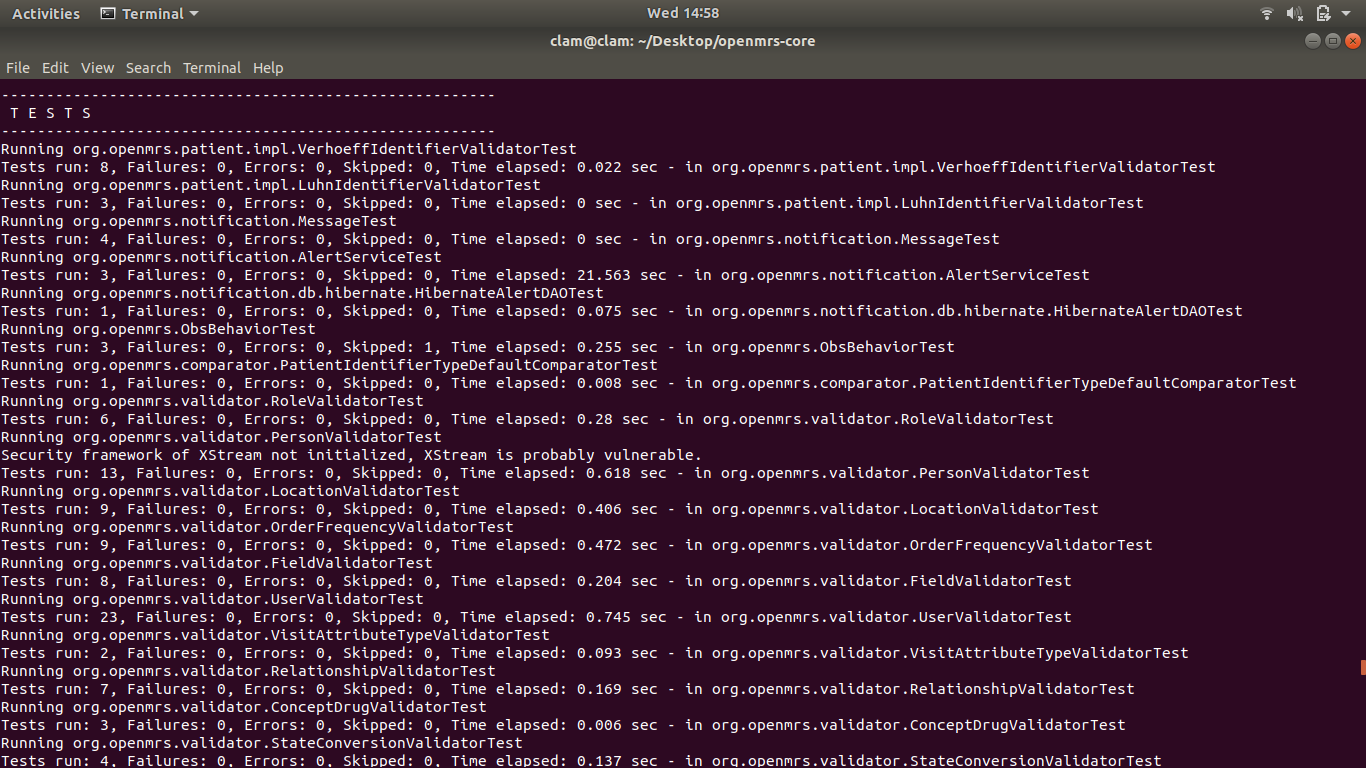 Activities Terminal Wed 14:58
clam@clam: ~/Desktop/openmrs-core
File Edit View Search Terminal Help
-------------------------------------------------------
T E S T S
-------------------------------------------------------
Running org.openmrs.patient.impl.VerhoeffIdentifierValidatorTest
Tests run: 8, Failures: 0, Errors: 0, Skipped: 0, Time elapsed: 0.022 sec - in org.openmrs.patient.impl.VerhoeffIdentifierValidatorTest
Running org.openmrs.patient.impl.LuhnIdentifierValidatorTest
Tests run: 3, Failures: 0, Errors: 0, Skipped: 0, Time elapsed: 0 sec - in org.openmrs.patient.impl.LuhnIdentifierValidatorTest
Running org.openmrs.notification.MessageTest
Tests run: 4, Failures: 0, Errors: 0, Skipped: 0, Time elapsed: 0 sec - in org.openmrs.notification.MessageTest
Running org.openmrs.notification.AlertServiceTest
Tests run: 3, Failures: 0, Errors: 0, Skipped: 0, Time elapsed: 21.563 sec - in org.openmrs.notification.AlertServiceTest
Running org.openmrs.notification.db.hibernate.HibernateAlertDAOTest
Tests run: 1, Failures: 0, Errors: 0, Skipped: 0, Time elapsed: 0.075 sec - in org.openmrs.notification.db.hibernate.HibernateAlertDAOTest
Running org.openmrs.ObsBehaviorTest
Tests run: 3, Failures: 0, Errors: 0, Skipped: 1, Time elapsed: 0.255 sec - in org.openmrs.ObsBehaviorTest
Running org.openmrs.comparator.PatientIdentifierTypeDefaultComparatorTest
Tests run: 1, Failures: 0, Errors: 0, Skipped: 0, Time elapsed: 0.008 sec - in org.openmrs.comparator.PatientIdentifierTypeDefaultComparatorTest
Running org.openmrs.validator.RoleValidatorTest
Tests run: 6, Failures: 0, Errors: 0, Skipped: 0, Time elapsed: 0.28 sec - in org.openmrs.validator.RoleValidatorTest
Running org.openmrs.validator.PersonValidatorTest
Security framework of XStream not initialized, XStream is probably vulnerable.
Tests run: 13, Failures: 0, Errors: 0, Skipped: 0, Time elapsed: 0.618 sec - in org.openmrs.validator.PersonValidatorTest
Running org.openmrs.validator.LocationValidatorTest
Tests run: 9, Failures: 0, Errors: 0, Skipped: 0, Time elapsed: 0.406 sec - in org.openmrs.validator.LocationValidatorTest
Running org.openmrs.validator.OrderFrequencyValidatorTest
Tests run: 9, Failures: 0, Errors: 0, Skipped: 0, Time elapsed: 0.472 sec - in org.openmrs.validator.OrderFrequencyValidatorTest
Running org.openmrs.validator.FieldValidatorTest
Tests run: 8, Failures: 0, Errors: 0, Skipped: 0, Time elapsed: 0.204 sec - in org.openmrs.validator.FieldValidatorTest
Running org.openmrs.validator.UserValidatorTest
Tests run: 23, Failures: 0, Errors: 0, Skipped: 0, Time elapsed: 0.745 sec - in org.openmrs.validator.UserValidatorTest
Running org.openmrs.validator.VisitAttributeTypeValidatorTest
Tests run: 2, Failures: 0, Errors: 0, Skipped: 0, Time elapsed: 0.093 sec - in org.openmrs.validator.VisitAttributeTypeValidatorTest
Running org.openmrs.validator.RelationshipValidatorTest
Tests run: 7, Failures: 0, Errors: 0, Skipped: 0, Time elapsed: 0.169 sec - in org.openmrs.validator.RelationshipValidatorTest
Running org.openmrs.validator.ConceptDrugValidatorTest
Tests run: 3, Failures: 0, Errors: 0, Skipped: 0, Time elapsed: 0.006 sec - in org.openmrs.validator.ConceptDrugValidatorTest
Running org.openmrs.validator.StateConversionValidatorTest
Tests run: 4, Failures: 0, Errors: 0, Skipped: 0, Time elapsed: 0.137 sec - in org.openmrs.validator.StateConversionValidatorTest